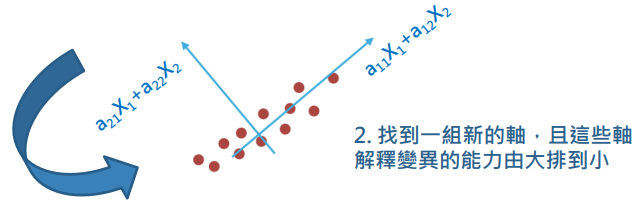 a₂₁X₁+a₂₂X₂
a₁₁X₁+a₁₂X₂
2. 找到一組新的軸，且這些軸
解釋變異的能力由大排到小